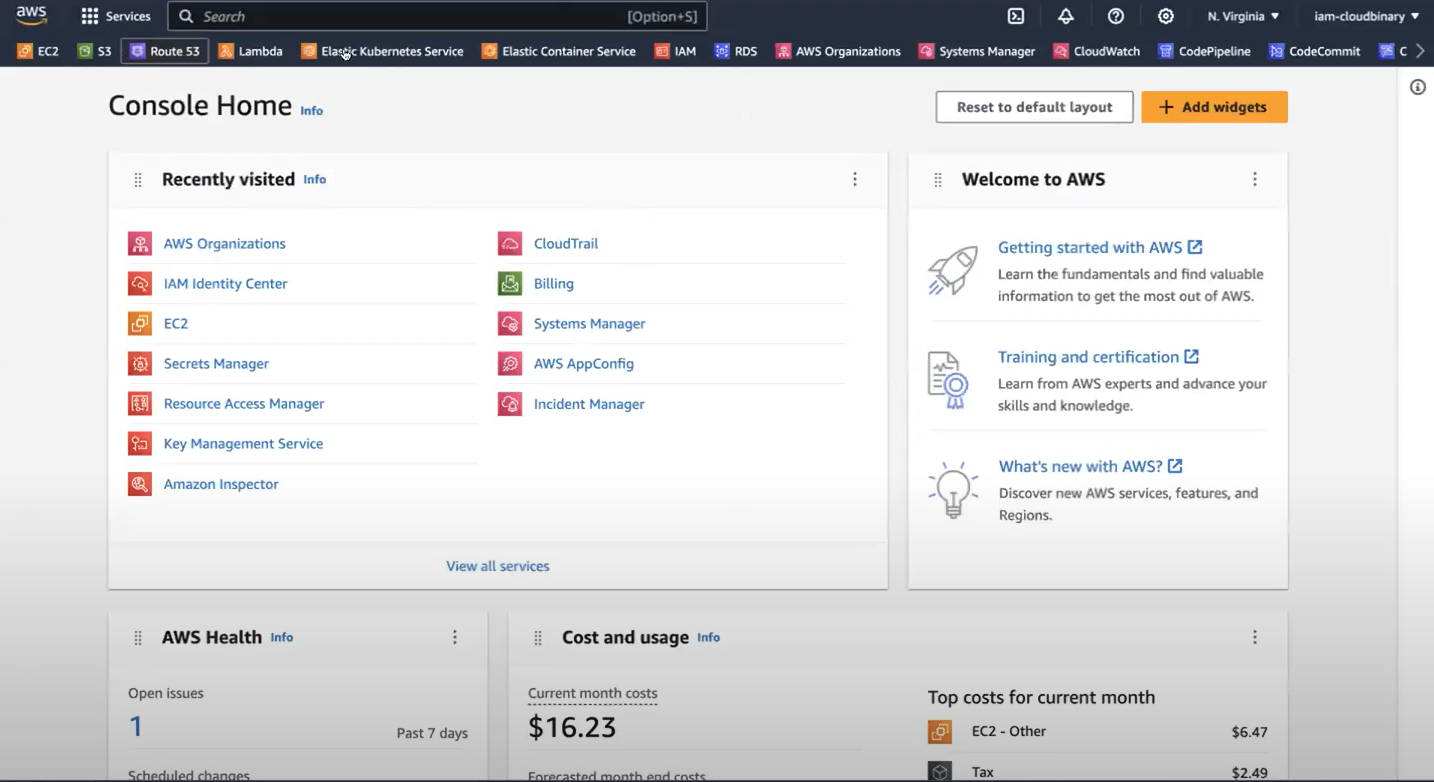 aws
Services
Search
[Option+S]
N. Virginia
iam-cloudbinary
EC2
S3
Route 53
Lambda
Elastic Kubernetes Service
Elastic Container Service
IAM
RDS
AWS Organizations
Systems Manager
CloudWatch
CodePipeline
CodeCommit
C
Console Home Info
Reset to default layout
+ Add widgets
Recently visited Info
AWS Organizations
IAM Identity Center
EC2
Secrets Manager
Resource Access Manager
Key Management Service
Amazon Inspector
CloudTrail
Billing
Systems Manager
AWS AppConfig
Incident Manager
View all services
Welcome to AWS
Getting started with AWS
Learn the fundamentals and find valuable
information to get the most out of AWS.
Training and certification
Learn from AWS experts and advance your
skills and knowledge.
What's new with AWS?
Discover new AWS services, features, and
Regions.
AWS Health Info
Open issues
1
Past 7 days
Scheduled changes
Cost and usage Info
Current month costs
$16.23
Forecasted month end costs
Top costs for current month
EC2 - Other $6.47
Tax $2.49